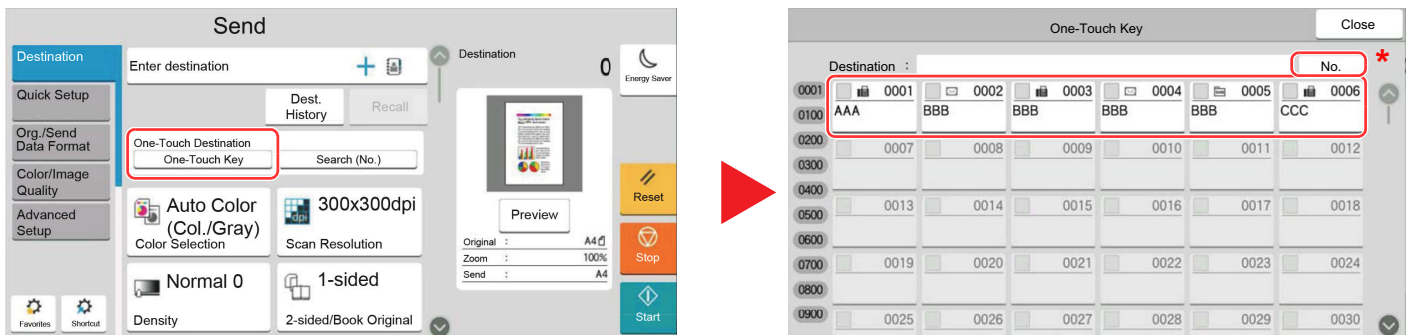 Send
Destination
Quick Setup
Org./Send
Data Format
Color/Image
Quality
Advanced
Setup
Favorites
Shortcut
Enter destination
Dest.
History
Recall
One-Touch Destination
One-Touch Key
Search (No.)
Auto Color
(Col./Gray)
Color Selection
300x300dpi
dpi
Scan Resolution
Normal 0
Density
1-sided
2-sided/Book Original
Destination
0
Preview
Original : A4
Zoom : 100%
Send : A4
Energy Saver
Reset
Stop
Start
One-Touch Key
Close
Destination :
No.
*
0001
0100
0200
0300
0400
0500
0600
0700
0800
0900
0001 0002 0003 0004 0005 0006
AAA BBB BBB BBB BBB CCC
0007 0008 0009 0010 0011 0012
0013 0014 0015 0016 0017 0018
0019 0020 0021 0022 0023 0024
0025 0026 0027 0028 0029 0030